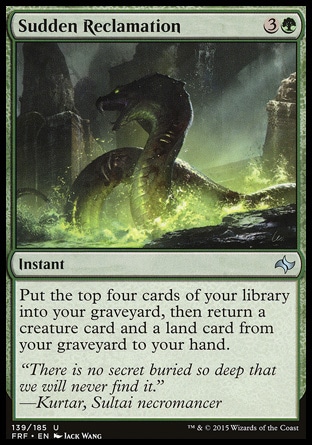 Sudden Reclamation 3
Instant
Put the top four cards of your library
into your graveyard, then return a
creature card and a land card from
your graveyard to your hand.
“There is no secret buried so deep that
we will never find it.”
—Kurtar, Sultai necromancer
139/185 U
FRF • EN Jack Wang
™ & © 2015 Wizards of the Coast